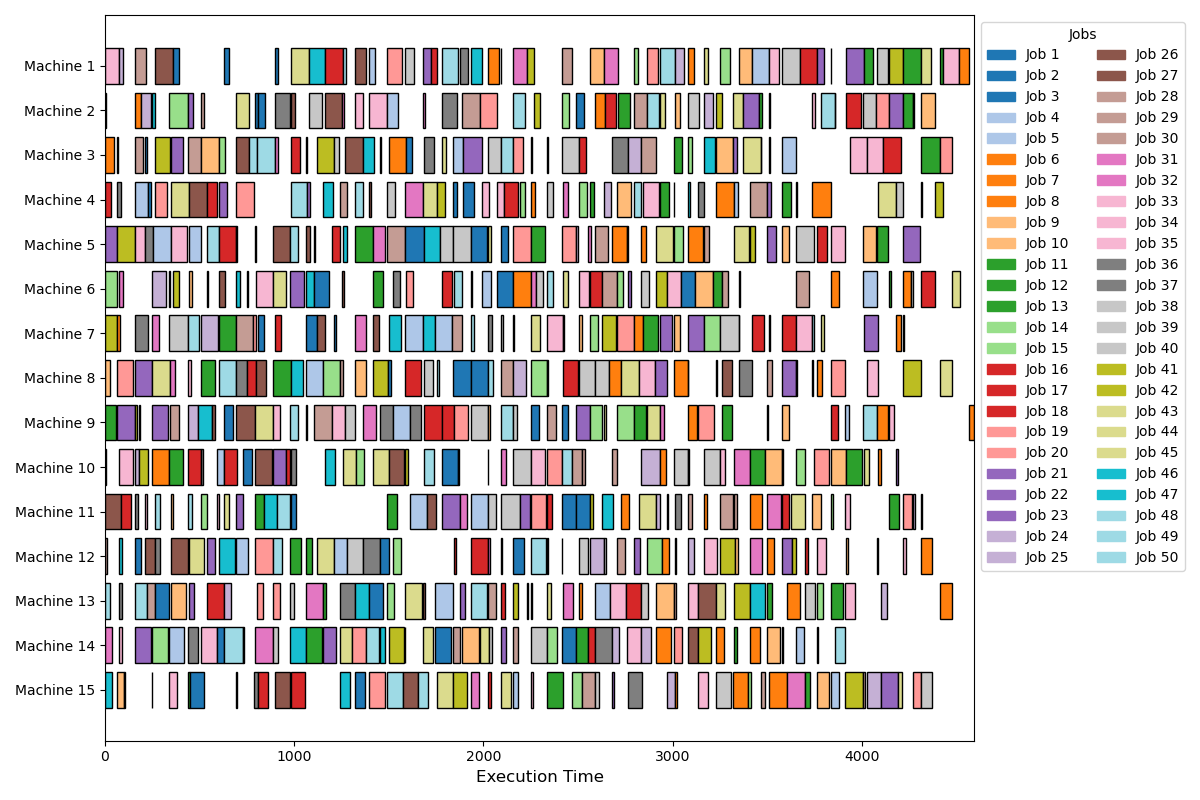 Machine 1
Machine 2
Machine 3
Machine 4
Machine 5
Machine 6
Machine 7
Machine 8
Machine 9
Machine 10
Machine 11
Machine 12
Machine 13
Machine 14
Machine 15
0 1000 2000 3000 4000
Execution Time
Jobs
Job 1
Job 2
Job 3
Job 4
Job 5
Job 6
Job 7
Job 8
Job 9
Job 10
Job 11
Job 12
Job 13
Job 14
Job 15
Job 16
Job 17
Job 18
Job 19
Job 20
Job 21
Job 22
Job 23
Job 24
Job 25
Job 26
Job 27
Job 28
Job 29
Job 30
Job 31
Job 32
Job 33
Job 34
Job 35
Job 36
Job 37
Job 38
Job 39
Job 40
Job 41
Job 42
Job 43
Job 44
Job 45
Job 46
Job 47
Job 48
Job 49
Job 50